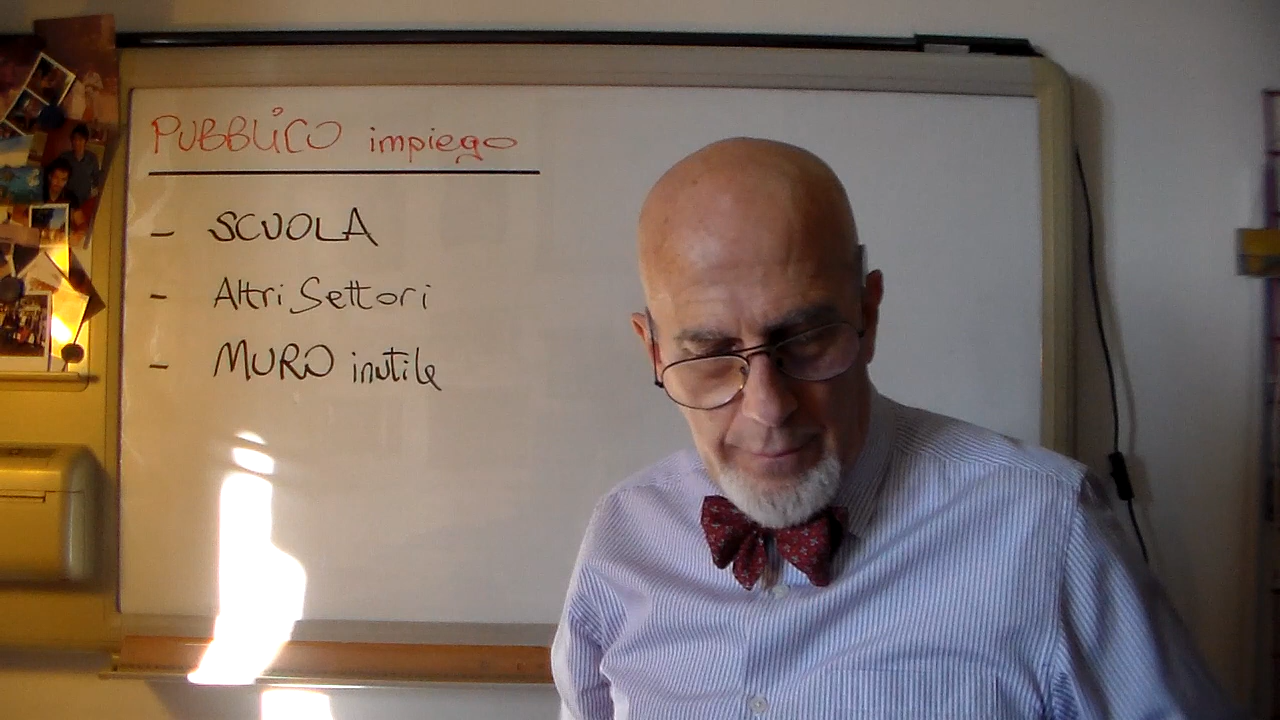 PUBBLICO impiego
- SCUOLA
- Altri Settori
- MURO inutile